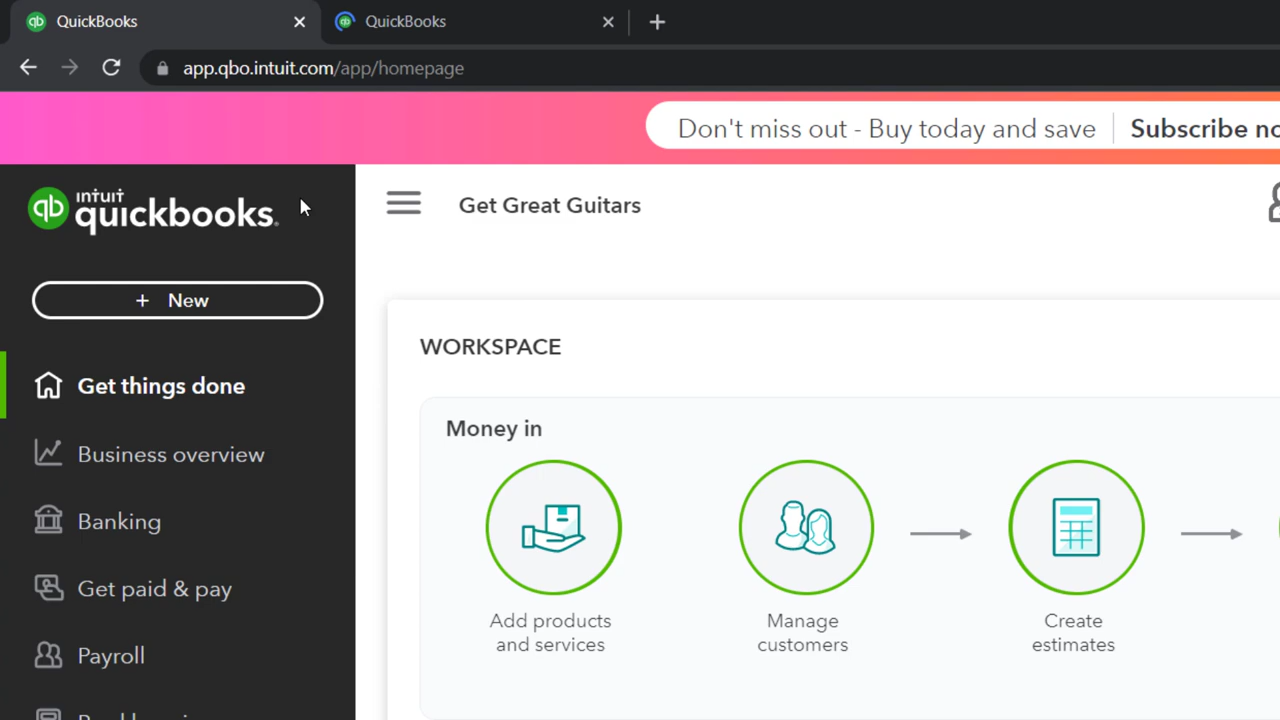 QuickBooks
QuickBooks
app.qbo.intuit.com/app/homepage
Don't miss out - Buy today and save
Subscribe
qb intuit quickbooks.
Get Great Guitars
+ New
WORKSPACE
Get things done
Money in
Business overview
Banking
Get paid & pay
Add products
and services
Manage
customers
Create
estimates
Payroll